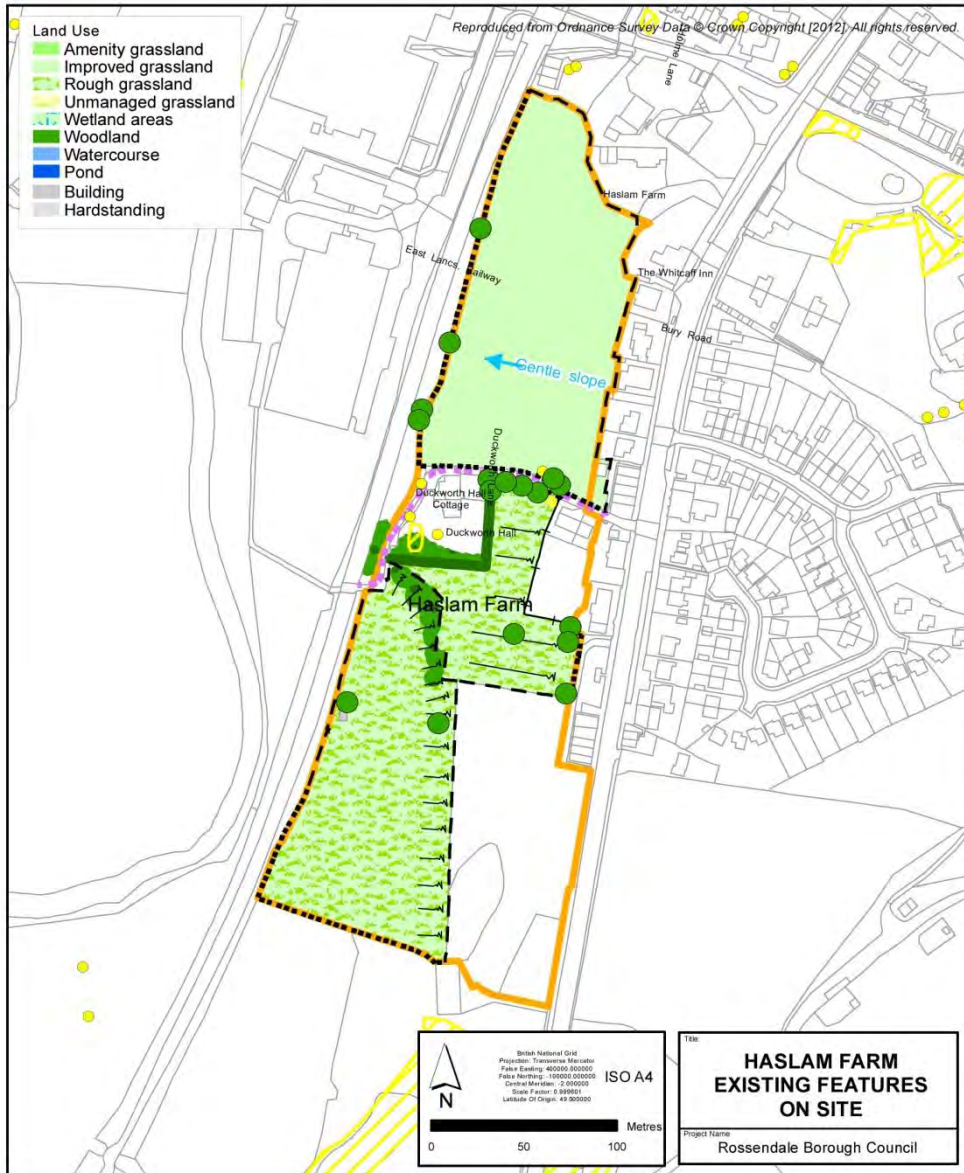 Reproduced from Ordnance Survey Data © Crown Copyright [2012]. All rights reserved.
Land Use
Amenity grassland
Improved grassland
Rough grassland
Unmanaged grassland
Wetland areas
Woodland
Watercourse
Pond
Building
Hardstanding
Holme Lane
Haslam Farm
East Lancs. Railway
The Whitcaff Inn
Bury Road
Gentle slope
Duckworth Lane
Duckworth Hall
Cottage
Duckworth Hall
Haslam Farm
British National Grid
Projection: Transverse Mercator
False Easting: 400000.000000
False Northing: -100000.000000
Central Meridian: -2.000000
Scale Factor: 0.999601
Latitude Of Origin: 49.000000
ISO A4
N
Metres
0 50 100
Title:
HASLAM FARM
EXISTING FEATURES
ON SITE
Project Name
Rossendale Borough Council